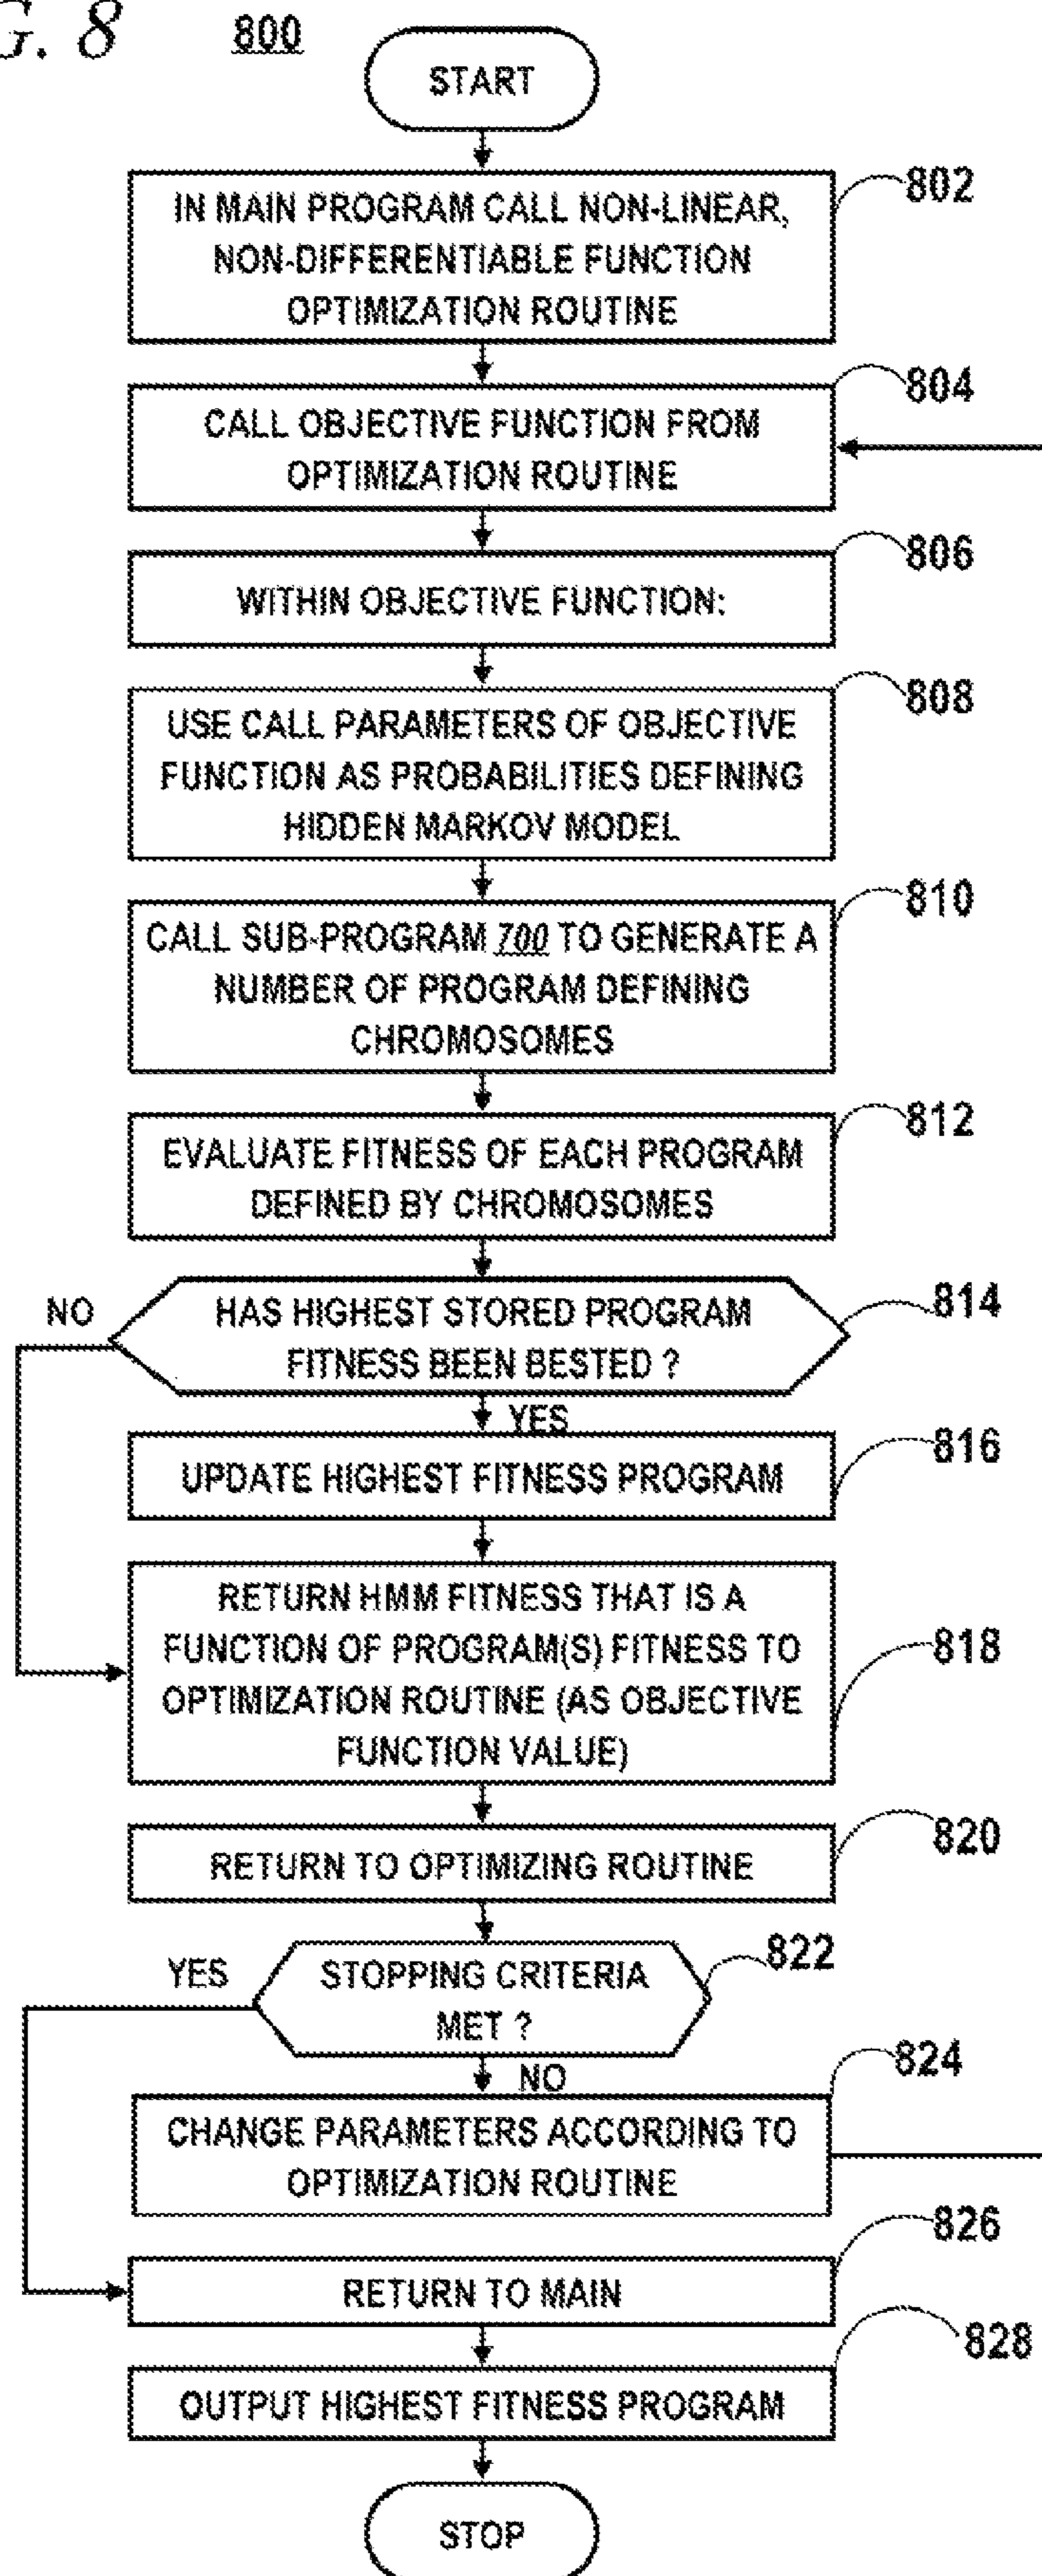 G. 8
800
START
802
IN MAIN PROGRAM CALL NON-LINEAR,
NON-DIFFERENTIABLE FUNCTION
OPTIMIZATION ROUTINE
804
CALL OBJECTIVE FUNCTION FROM
OPTIMIZATION ROUTINE
806
WITHIN OBJECTIVE FUNCTION:
808
USE CALL PARAMETERS OF OBJECTIVE
FUNCTION AS PROBABILITIES DEFINING
HIDDEN MARKOV MODEL
810
CALL SUB-PROGRAM 700 TO GENERATE A
NUMBER OF PROGRAM DEFINING
CHROMOSOMES
812
EVALUATE FITNESS OF EACH PROGRAM
DEFINED BY CHROMOSOMES
814
NO
HAS HIGHEST STORED PROGRAM
FITNESS BEEN BESTED ?
YES
816
UPDATE HIGHEST FITNESS PROGRAM
RETURN HMM FITNESS THAT IS A
FUNCTION OF PROGRAM(S) FITNESS TO
818
OPTIMIZATION ROUTINE (AS OBJECTIVE
FUNCTION VALUE)
820
RETURN TO OPTIMIZING ROUTINE
822
YES
STOPPING CRITERIA
MET ?
NO
824
CHANGE PARAMETERS ACCORDING TO
OPTIMIZATION ROUTINE
826
RETURN TO MAIN
828
OUTPUT HIGHEST FITNESS PROGRAM
STOP